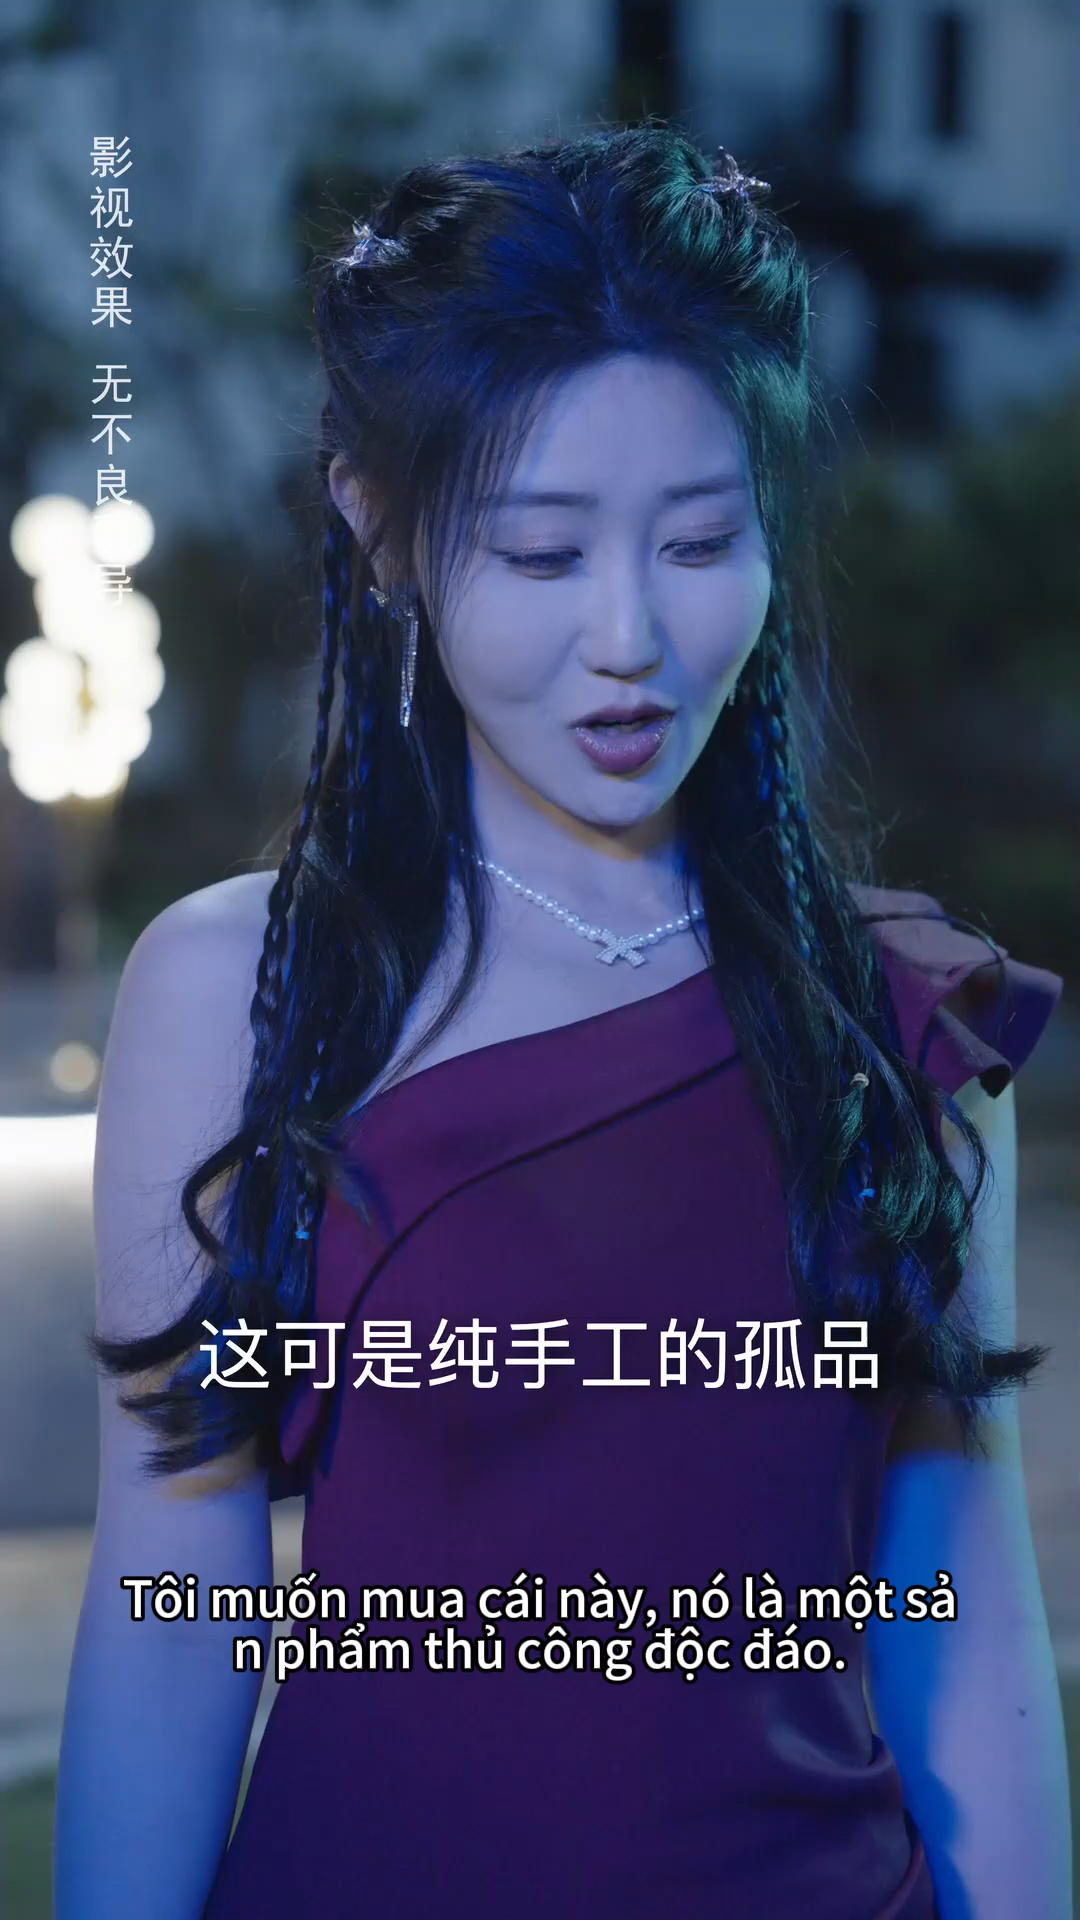 影视效果 无不良导
这可是纯手工的孤品
Tôi muốn mua cái này, nó là một sả
n phẩm thủ công độc đáo.